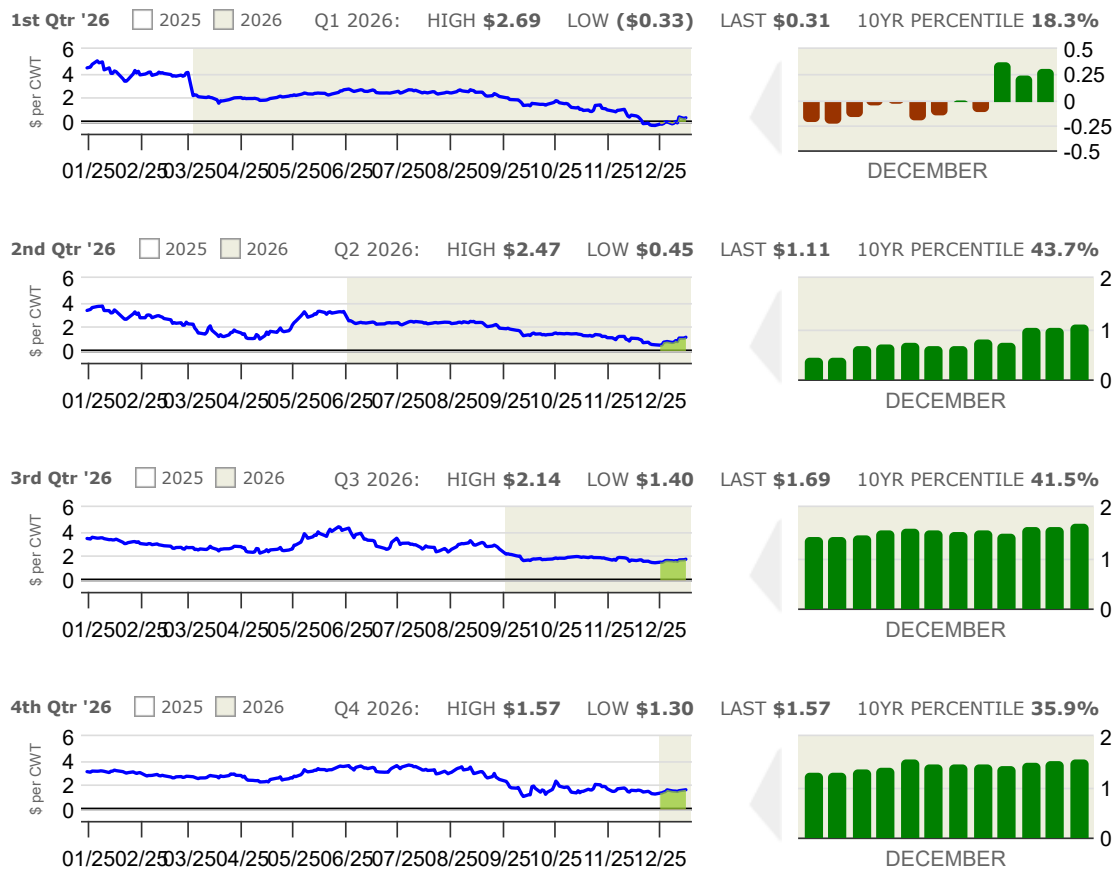 1st Qtr '26 2025 2026 Q1 2026: HIGH $2.69 LOW ($0.33) LAST $0.31 10YR PERCENTILE 18.3%
$ per CWT
6
4
2
0
01/25 02/25 03/25 04/25 05/25 06/25 07/25 08/25 09/25 10/25 11/25 12/25
0.5
0.25
0
-0.25
-0.5
DECEMBER
2nd Qtr '26 2025 2026 Q2 2026: HIGH $2.47 LOW $0.45 LAST $1.11 10YR PERCENTILE 43.7%
$ per CWT
6
4
2
0
01/25 02/25 03/25 04/25 05/25 06/25 07/25 08/25 09/25 10/25 11/25 12/25
2
1
0
DECEMBER
3rd Qtr '26 2025 2026 Q3 2026: HIGH $2.14 LOW $1.40 LAST $1.69 10YR PERCENTILE 41.5%
$ per CWT
6
4
2
0
01/25 02/25 03/25 04/25 05/25 06/25 07/25 08/25 09/25 10/25 11/25 12/25
2
1
0
DECEMBER
4th Qtr '26 2025 2026 Q4 2026: HIGH $1.57 LOW $1.30 LAST $1.57 10YR PERCENTILE 35.9%
$ per CWT
6
4
2
0
01/25 02/25 03/25 04/25 05/25 06/25 07/25 08/25 09/25 10/25 11/25 12/25
2
1
0
DECEMBER